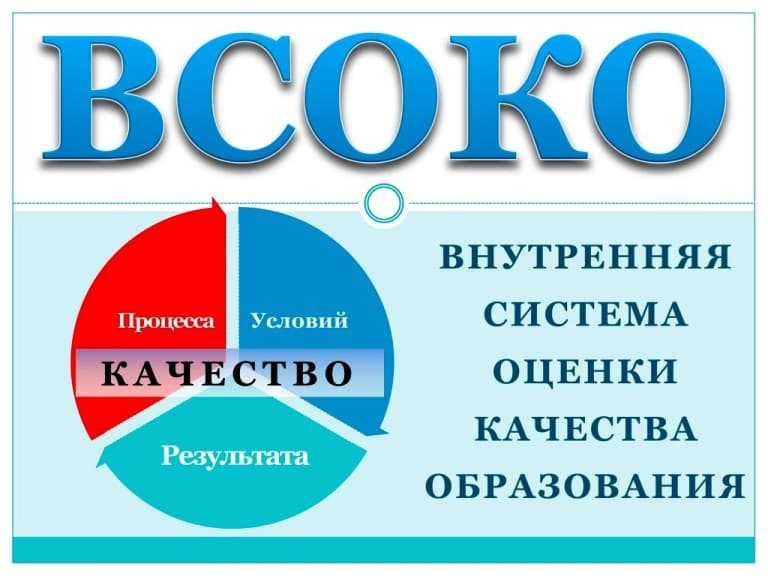 ВСОКО
Процесса
Условий
КАЧЕСТВО
Результата
ВНУТРЕННЯЯ
СИСТЕМА
ОЦЕНКИ
КАЧЕСТВА
ОБРАЗОВАНИЯ